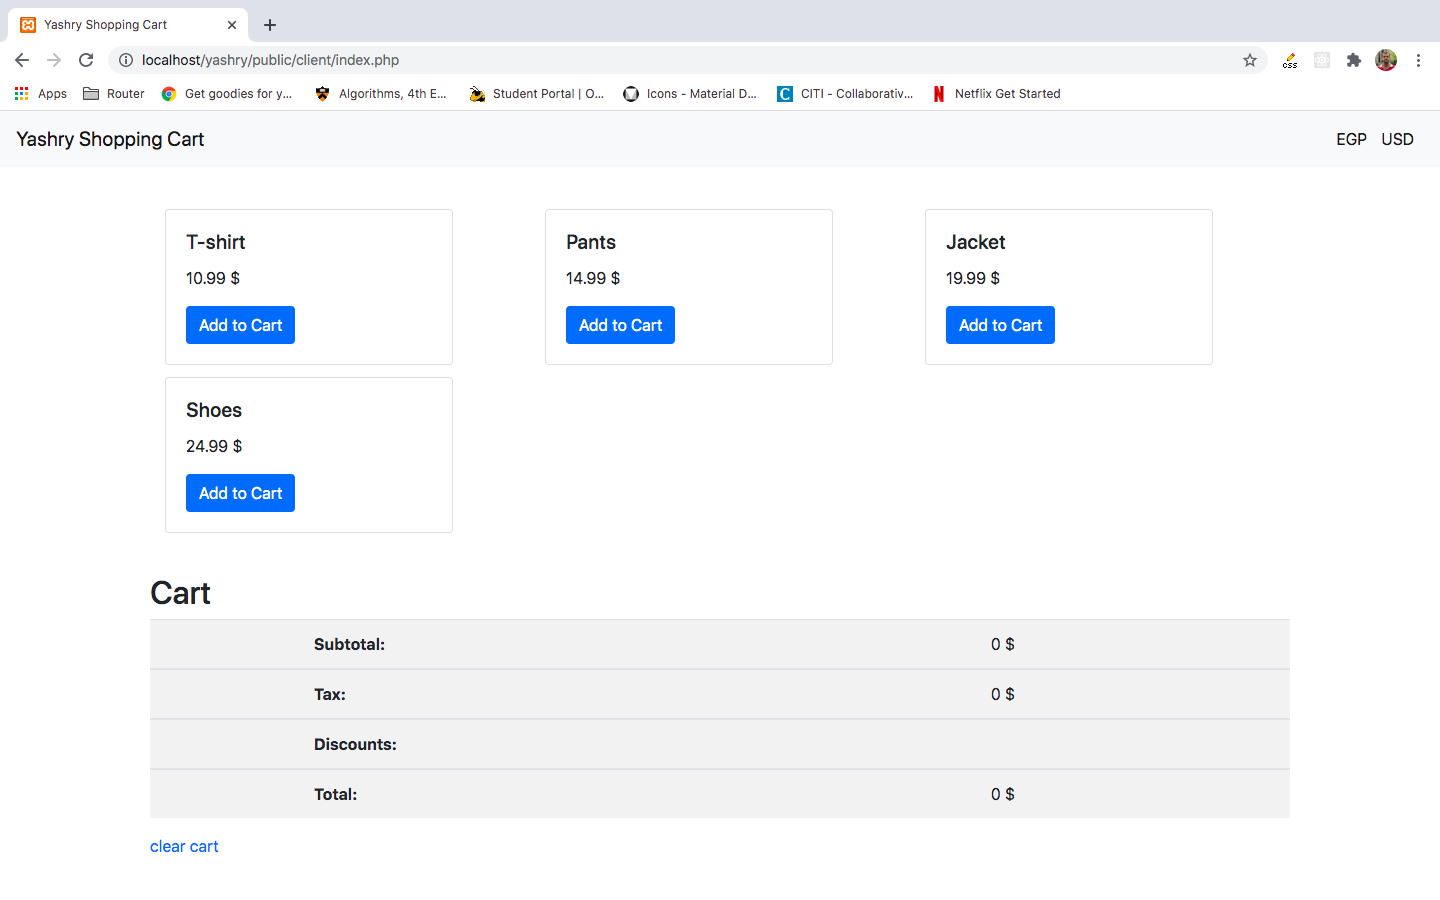 Yashry Shopping Cart
localhost/yashry/public/client/index.php
css
Apps Router Get goodies for y... Algorithms, 4th E... Student Portal | O... Icons - Material D... CITI - Collaborativ... Netflix Get Started
Yashry Shopping Cart EGP USD
T-shirt
10.99 $
Add to Cart
Pants
14.99 $
Add to Cart
Jacket
19.99 $
Add to Cart
Shoes
24.99 $
Add to Cart
Cart
Subtotal: 0 $
Tax: 0 $
Discounts:
Total: 0 $
clear cart